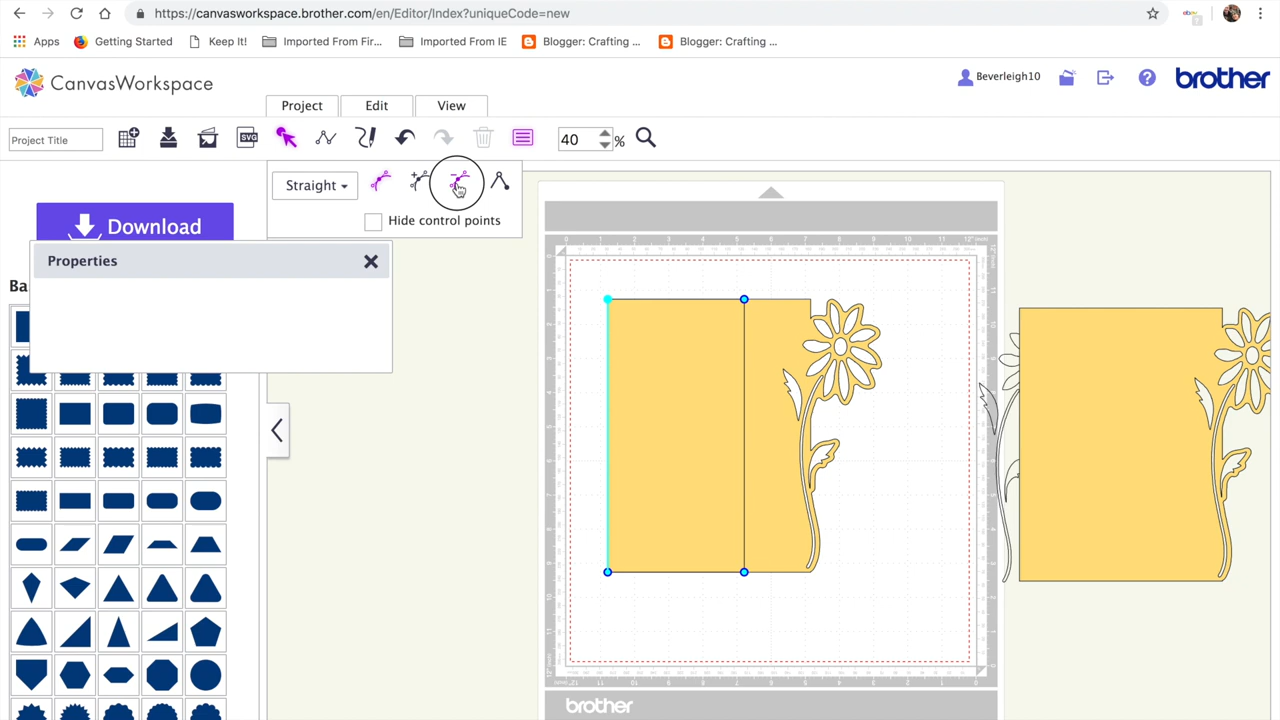 https://canvasworkspace.brother.com/en/Editor/Index?uniqueCode=new
Apps Getting Started Keep It! Imported From Fir... Imported From IE Blogger: Crafting ... Blogger: Crafting ...
CanvasWorkspace
Beverleigh10
brother
Project Edit View
Project Title
SVG
40 %
Straight
Hide control points
Download
Properties
Ba
brother